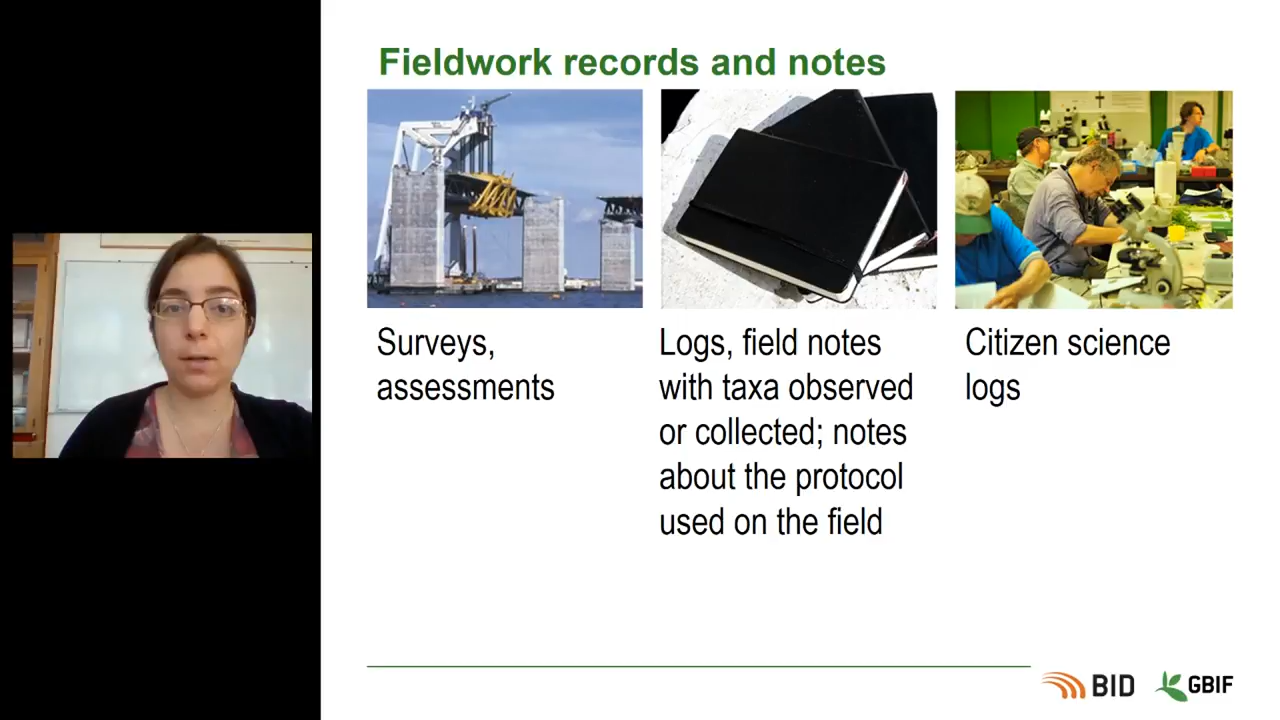 Fieldwork records and notes
Surveys,
assessments
Logs, field notes
with taxa observed
or collected; notes
about the protocol
used on the field
Citizen science
logs
BID
GBIF